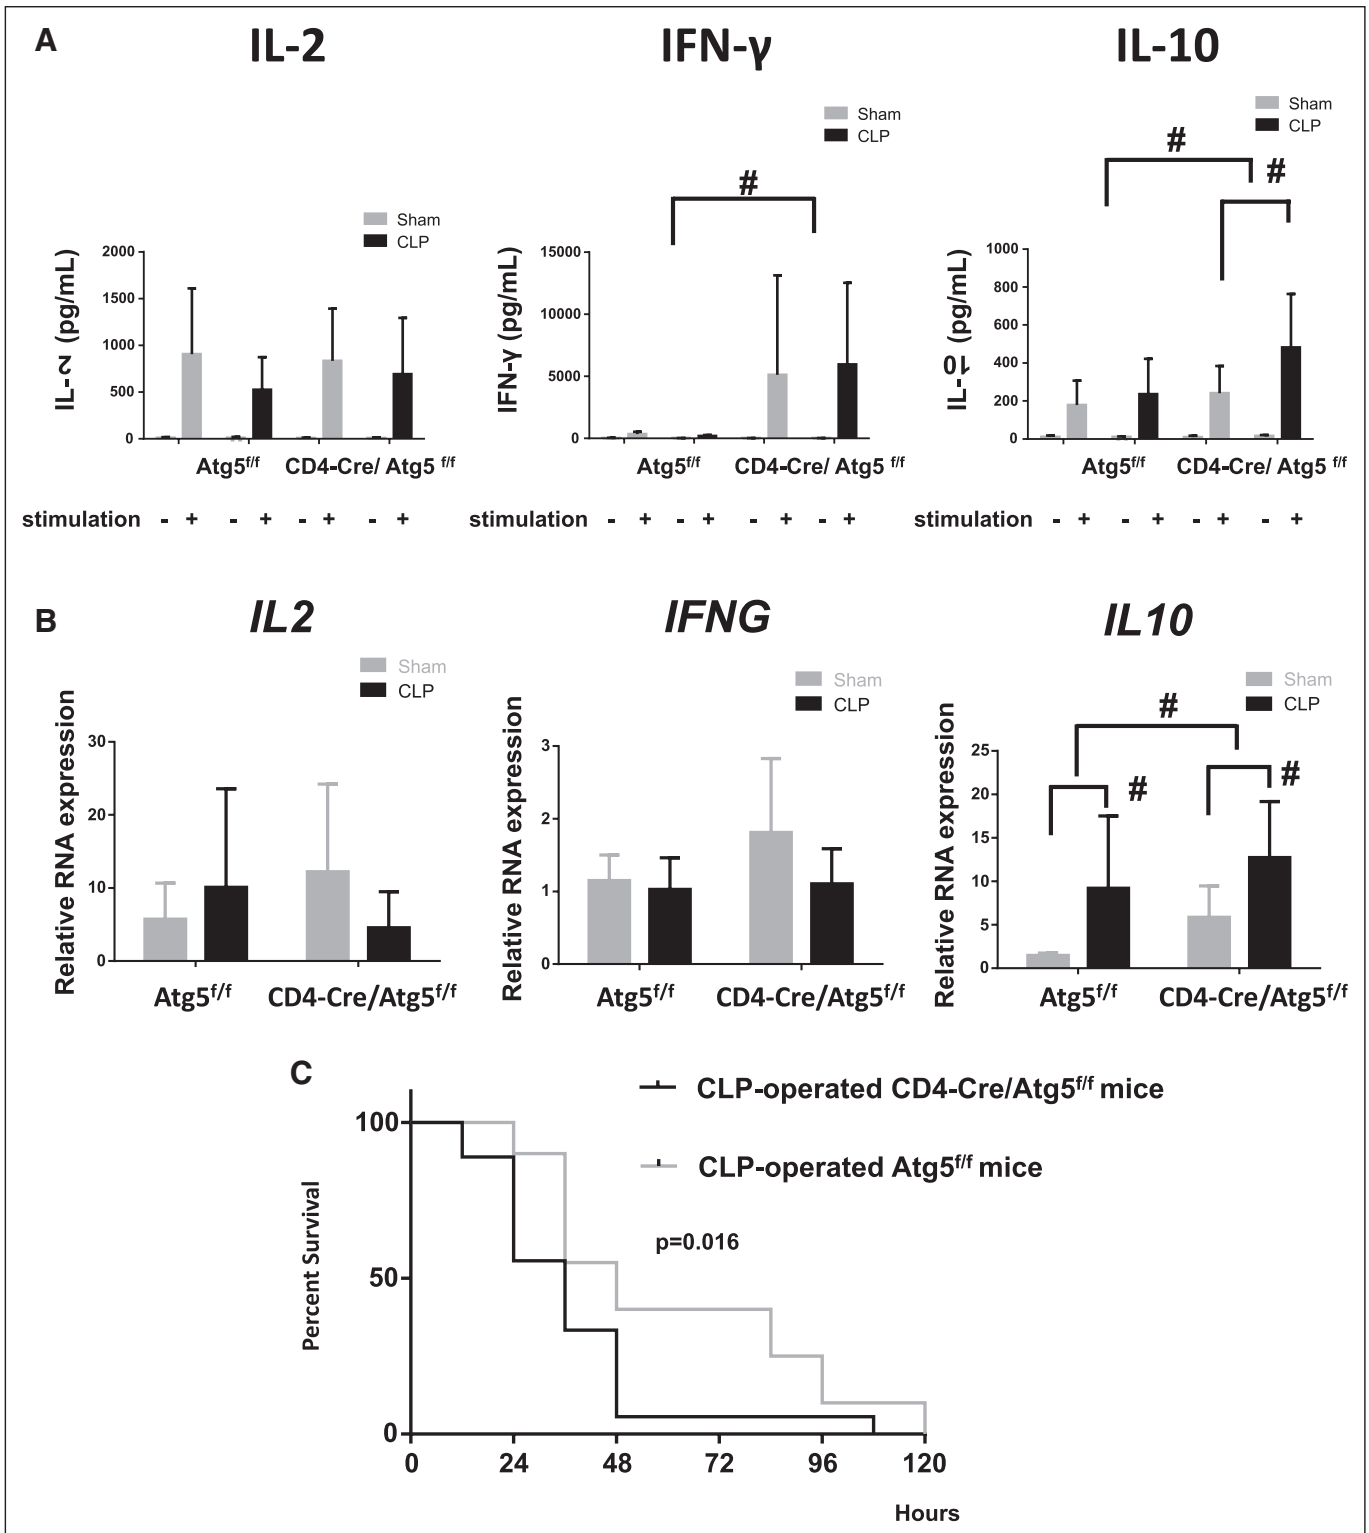 A
IL-2
IFN-γ
IL-10
Sham
CLP
Sham
CLP
Sham
CLP
#
#
#
IL-2 (pg/mL)
2000
1500
1000
500
0
Atg5f/f
CD4-Cre/ Atg5 f/f
IFN-γ (pg/mL)
15000
10000
5000
0
Atg5f/f
CD4-Cre/ Atg5 f/f
IL-10 (pg/mL)
1000
800
600
400
200
0
Atg5f/f
CD4-Cre/ Atg5 f/f
stimulation - + - + - + - +
stimulation - + - + - + - +
stimulation - + - + - + - +
B
IL2
IFNG
IL10
Sham
CLP
Sham
CLP
Sham
CLP
#
#
#
Relative RNA expression
30
20
10
0
Atg5f/f
CD4-Cre/Atg5f/f
Relative RNA expression
3
2
1
0
Atg5f/f
CD4-Cre/Atg5f/f
Relative RNA expression
25
20
15
10
5
0
Atg5f/f
CD4-Cre/Atg5f/f
C
CLP-operated CD4-Cre/Atg5f/f mice
CLP-operated Atg5f/f mice
p=0.016
Percent Survival
100
50
0
0 24 48 72 96 120
Hours